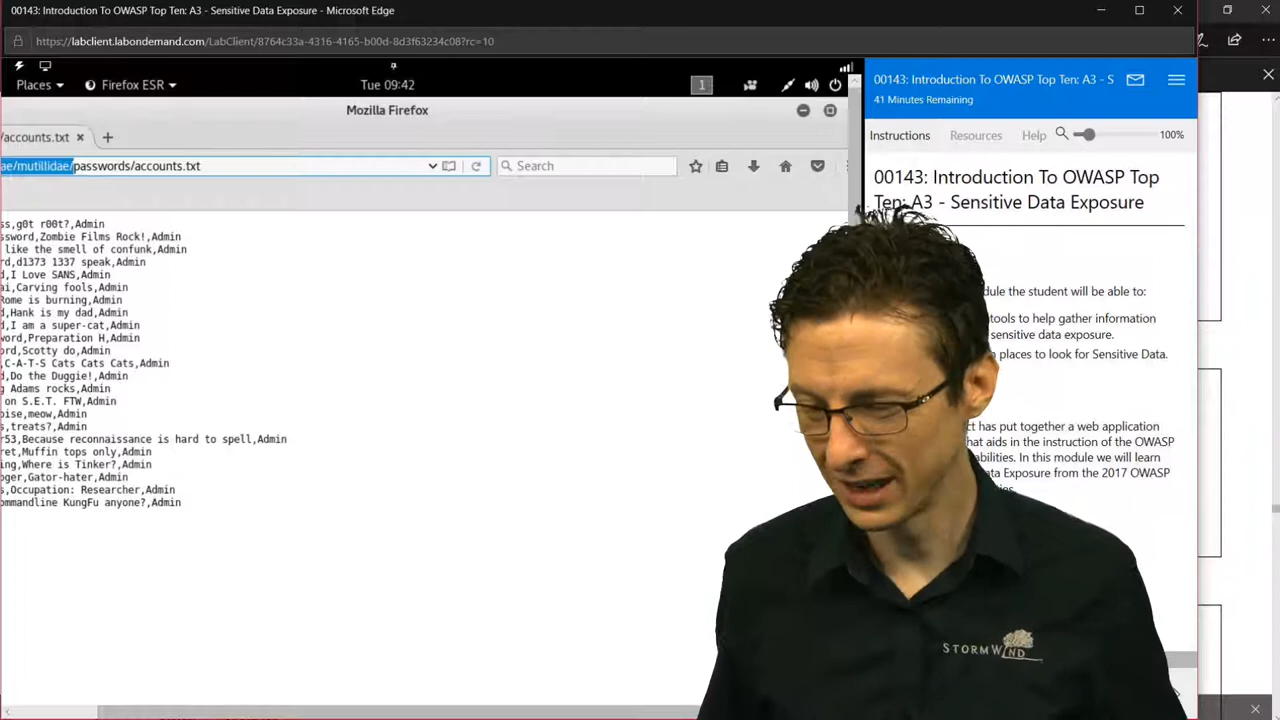 00143: Introduction To OWASP Top Ten: A3 - Sensitive Data Exposure - Microsoft Edge
https://labclient.labondemand.com/LabClient/8764c33a-4316-4165-b00d-8d3f63234c08?rc=10
Places
Firefox ESR
Tue 09:42
1
Mozilla Firefox
/accounts.txt
ae/mutillidae/passwords/accounts.txt
Search
ss,g0t r00t?,Admin
ssword,Zombie Films Rock!,Admin
like the smell of confunk,Admin
rd,d1373 1337 speak,Admin
d,I Love SANS,Admin
ai,Carving fools,Admin
Rome is burning,Admin
d,Hank is my dad,Admin
d,I am a super-cat,Admin
word,Preparation H,Admin
ord,Scotty do,Admin
,C-A-T-S Cats Cats Cats,Admin
d,Do the Duggie!,Admin
g Adams rocks,Admin
on S.E.T. FTW,Admin
oise,meow,Admin
s,treats?,Admin
r53,Because reconnaissance is hard to spell,Admin
ret,Muffin tops only,Admin
ing,Where is Tinker?,Admin
oger,Gator-hater,Admin
s,Occupation: Researcher,Admin
ommandline KungFu anyone?,Admin
00143: Introduction To OWASP Top Ten: A3 - S
41 Minutes Remaining
Instructions
Resources
Help
100%
00143: Introduction To OWASP Top
Ten: A3 - Sensitive Data Exposure
dule the student will be able to:
tools to help gather information
sensitive data exposure.
places to look for Sensitive Data.
ct has put together a web application
hat aids in the instruction of the OWASP
abilities. In this module we will learn
ata Exposure from the 2017 OWASP
STORMWIND